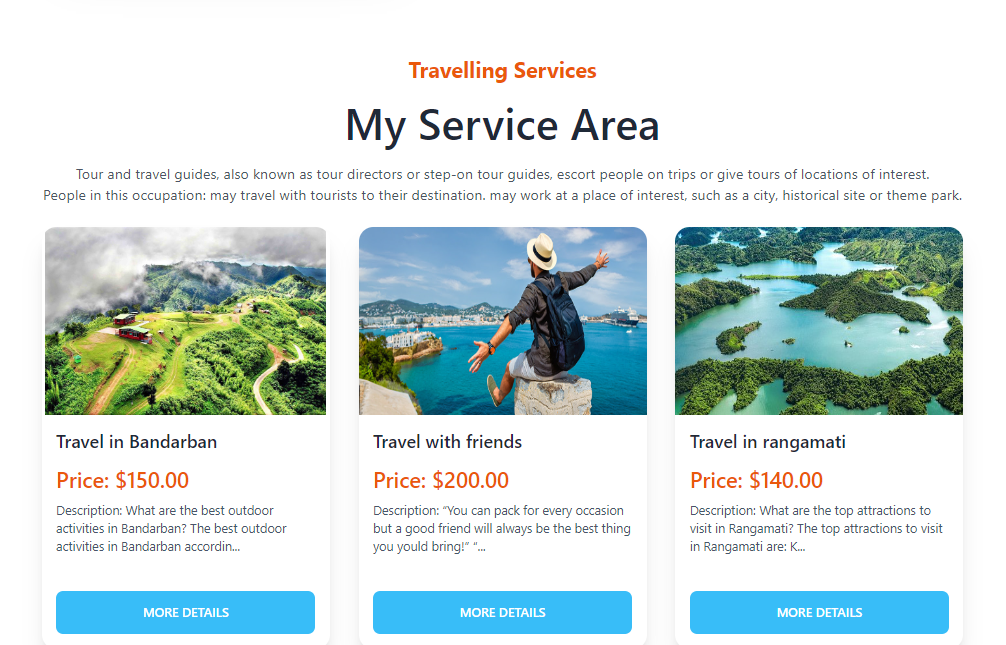 Travelling Services
My Service Area
Tour and travel guides, also known as tour directors or step-on tour guides, escort people on trips or give tours of locations of interest.
People in this occupation: may travel with tourists to their destination. may work at a place of interest, such as a city, historical site or theme park.
Travel in Bandarban
Price: $150.00
Description: What are the best outdoor
activities in Bandarban? The best outdoor
activities in Bandarban accordin...
MORE DETAILS
Travel with friends
Price: $200.00
Description: “You can pack for every occasion
but a good friend will always be the best thing
you yould bring!” “...
MORE DETAILS
Travel in rangamati
Price: $140.00
Description: What are the top attractions to
visit in Rangamati? The top attractions to visit
in Rangamati are: K...
MORE DETAILS